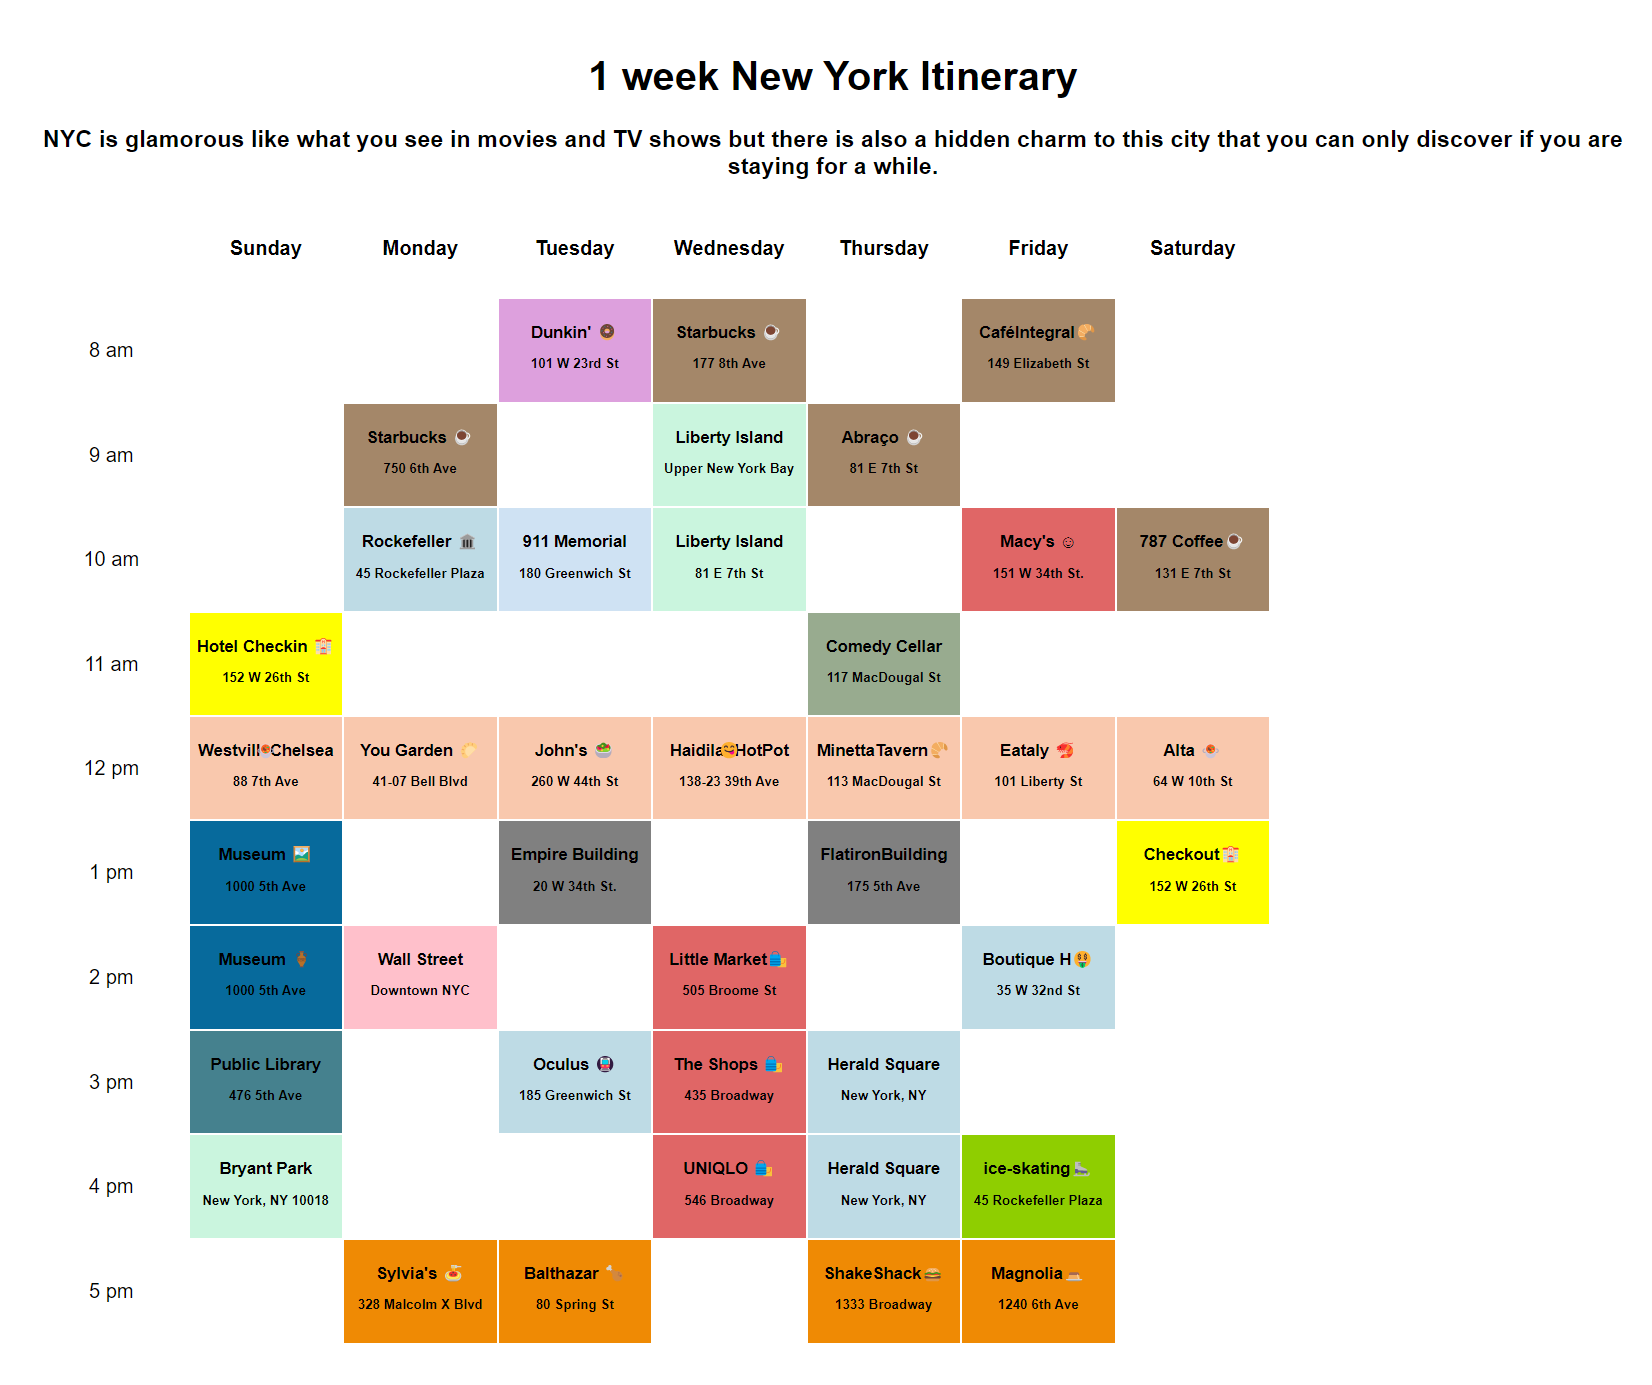 1 week New York Itinerary
NYC is glamorous like what you see in movies and TV shows but there is also a hidden charm to this city that you can only discover if you are
staying for a while.
Sunday Monday Tuesday Wednesday Thursday Friday Saturday
8 am
Dunkin' 🍩 Starbucks ☕ CaféIntegral🥐
101 W 23rd St 177 8th Ave 149 Elizabeth St
9 am
Starbucks ☕ Liberty Island Abraço ☕
750 6th Ave Upper New York Bay 81 E 7th St
10 am
Rockefeller 🏛️ 911 Memorial Liberty Island Macy's ☺ 787 Coffee☕
45 Rockefeller Plaza 180 Greenwich St 81 E 7th St 151 W 34th St. 131 E 7th St
11 am
Hotel Checkin 🏩 Comedy Cellar
152 W 26th St 117 MacDougal St
12 pm
Westvill Chelsea You Garden 🥟 John's 🥗 Haidila😋HotPot MinettaTavern🥐 Eataly 🦐 Alta
88 7th Ave 41-07 Bell Blvd 260 W 44th St 138-23 39th Ave 113 MacDougal St 101 Liberty St 64 W 10th St
1 pm
Museum 🖼️ Empire Building FlatironBuilding Checkout🏩
1000 5th Ave 20 W 34th St. 175 5th Ave 152 W 26th St
2 pm
Museum 🏺 Wall Street Little Market🛍️ Boutique H🤑
1000 5th Ave Downtown NYC 505 Broome St 35 W 32nd St
3 pm
Public Library Oculus 🚇 The Shops 🛍️ Herald Square
476 5th Ave 185 Greenwich St 435 Broadway New York, NY
4 pm
Bryant Park UNIQLO 🛍️ Herald Square ice-skating⛸️
New York, NY 10018 546 Broadway New York, NY 45 Rockefeller Plaza
5 pm
Sylvia's 🍝 Balthazar 🍗 ShakeShack🍔 Magnolia🍮
328 Malcolm X Blvd 80 Spring St 1333 Broadway 1240 6th Ave